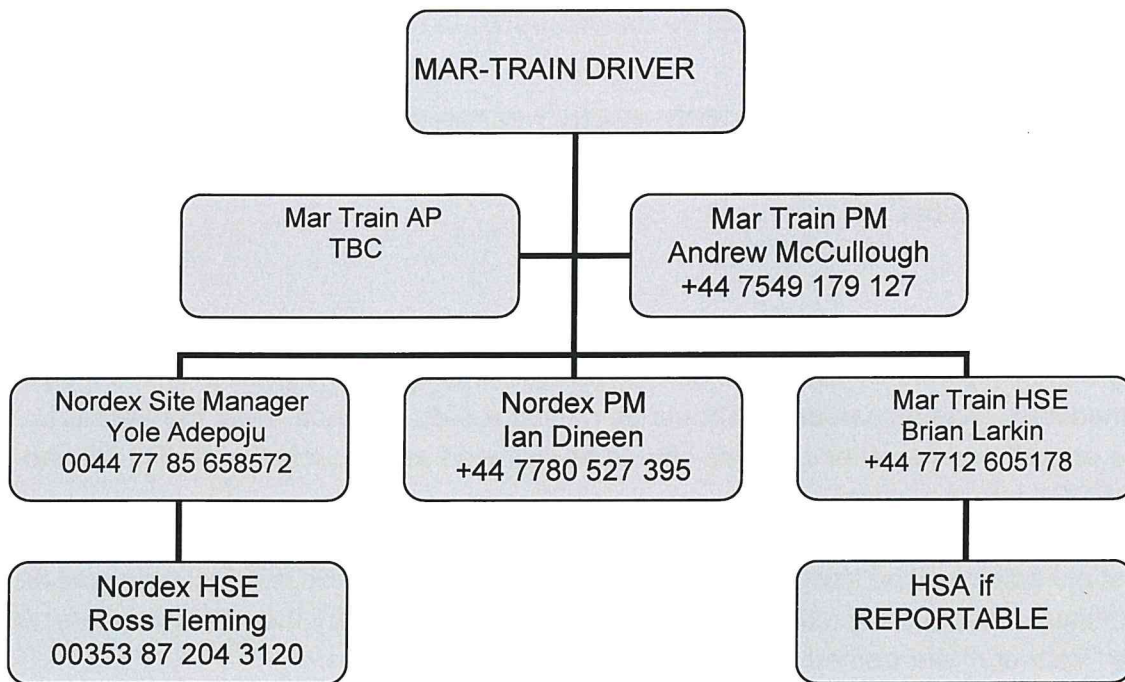 MAR-TRAIN DRIVER
Mar Train AP
TBC
Mar Train PM
Andrew McCullough
+44 7549 179 127
Nordex Site Manager
Yole Adepoju
0044 77 85 658572
Nordex PM
Ian Dineen
+44 7780 527 395
Mar Train HSE
Brian Larkin
+44 7712 605178
Nordex HSE
Ross Fleming
00353 87 204 3120
HSA if
REPORTABLE